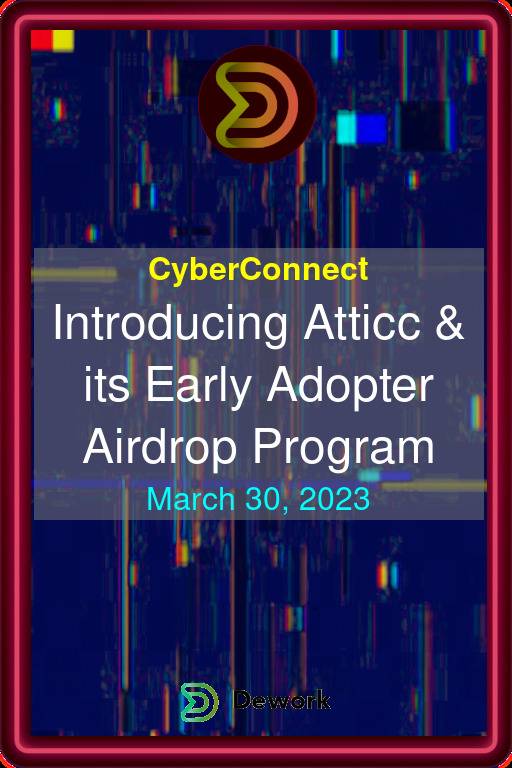 CyberConnect
Introducing Atticc &
its Early Adopter
Airdrop Program
March 30, 2023
Dework